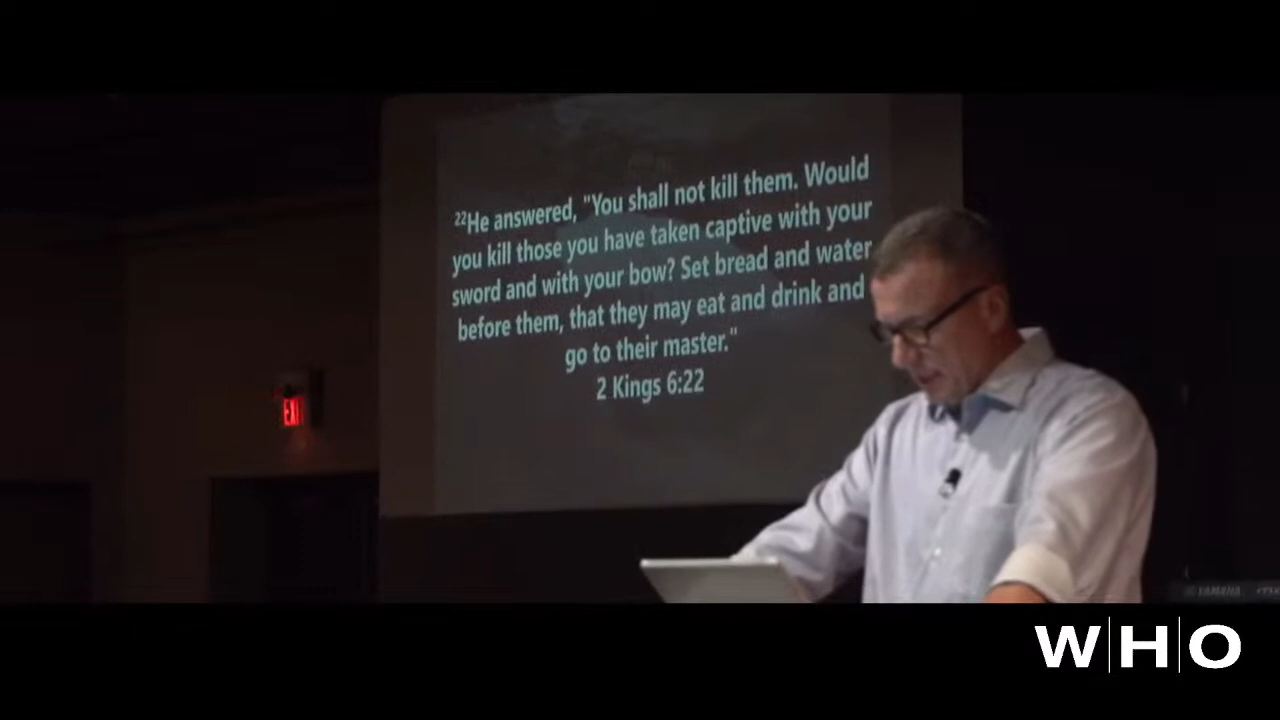 ²²He answered, "You shall not kill them. Would
you kill those you have taken captive with your
sword and with your bow? Set bread and water
before them, that they may eat and drink and
go to their master."
2 Kings 6:22
EXIT
YAMAHA
W|H|O